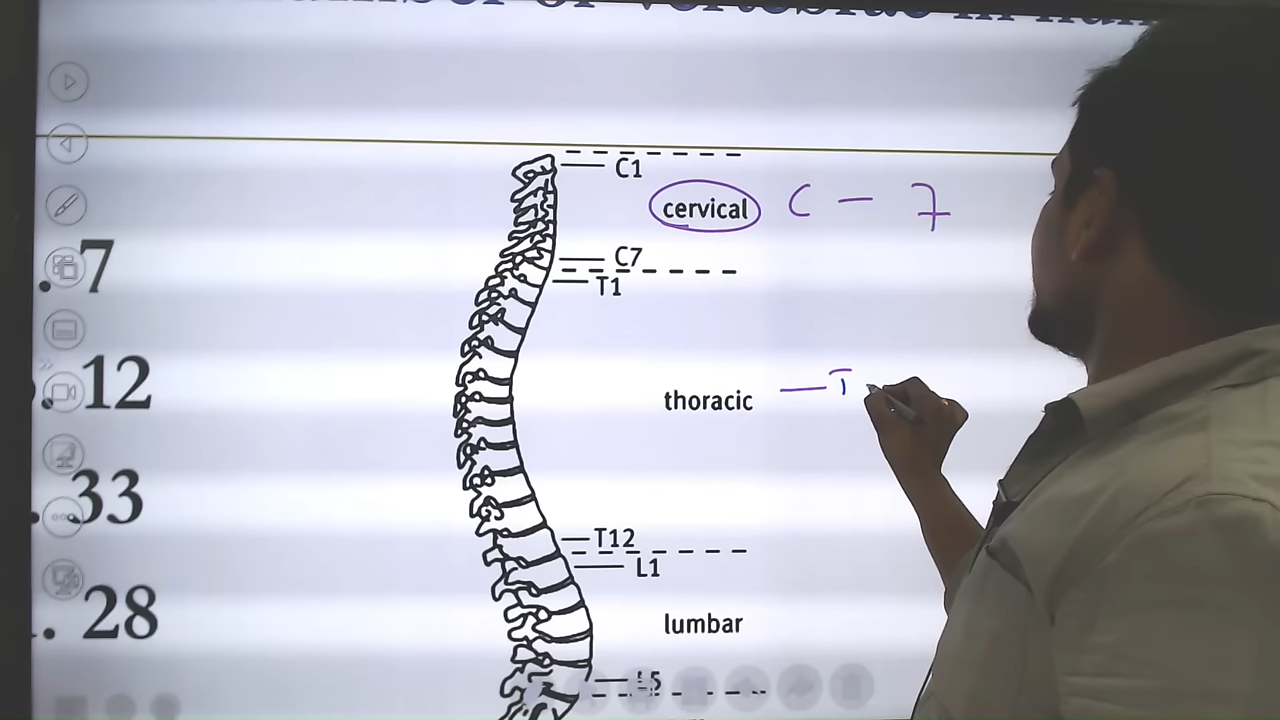 C1
cervical C - 7
C7
. 7
T1
. 12
thoracic — T
. 33
T12
L1
. 28
lumbar
L5